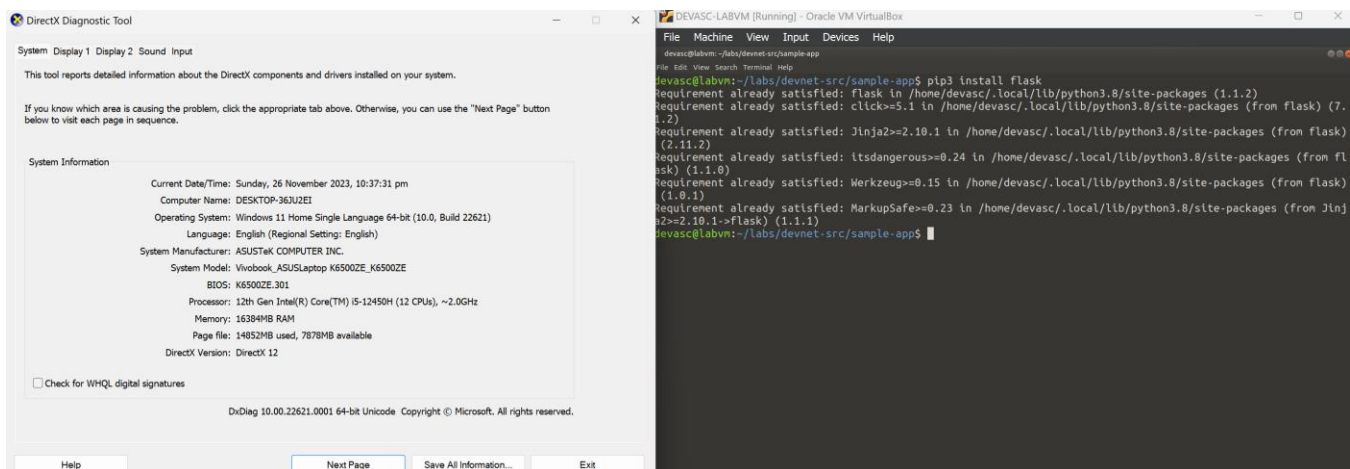 DirectX Diagnostic Tool
System Display 1 Display 2 Sound Input
This tool reports detailed information about the DirectX components and drivers installed on your system.
If you know which area is causing the problem, click the appropriate tab above. Otherwise, you can use the "Next Page" button
below to visit each page in sequence.
System Information
Current Date/Time: Sunday, 26 November 2023, 10:37:31 pm
Computer Name: DESKTOP-36JU2EI
Operating System: Windows 11 Home Single Language 64-bit (10.0, Build 22621)
Language: English (Regional Setting: English)
System Manufacturer: ASUSTeK COMPUTER INC.
System Model: Vivobook_ASUSLaptop K6500ZE_K6500ZE
BIOS: K6500ZE.301
Processor: 12th Gen Intel(R) Core(TM) i5-12450H (12 CPUs), ~2.0GHz
Memory: 16384MB RAM
Page file: 14852MB used, 7878MB available
DirectX Version: DirectX 12
Check for WHQL digital signatures
DxDiag 10.00.22621.0001 64-bit Unicode Copyright © Microsoft. All rights reserved.
Help Next Page Save All Information... Exit
DEVASC-LABVM [Running] - Oracle VM VirtualBox
File Machine View Input Devices Help
devasc@labvm: ~/labs/devnet-src/sample-app
File Edit View Search Terminal Help
devasc@labvm:~/labs/devnet-src/sample-app$ pip3 install flask
Requirement already satisfied: flask in /home/devasc/.local/lib/python3.8/site-packages (1.1.2)
Requirement already satisfied: click>=5.1 in /home/devasc/.local/lib/python3.8/site-packages (from flask) (7.
1.2)
Requirement already satisfied: Jinja2>=2.10.1 in /home/devasc/.local/lib/python3.8/site-packages (from flask)
(2.11.2)
Requirement already satisfied: itsdangerous>=0.24 in /home/devasc/.local/lib/python3.8/site-packages (from fl
ask) (1.1.0)
Requirement already satisfied: Werkzeug>=0.15 in /home/devasc/.local/lib/python3.8/site-packages (from flask)
(1.0.1)
Requirement already satisfied: MarkupSafe>=0.23 in /home/devasc/.local/lib/python3.8/site-packages (from Jinj
a2>=2.10.1->flask) (1.1.1)
devasc@labvm:~/labs/devnet-src/sample-app$